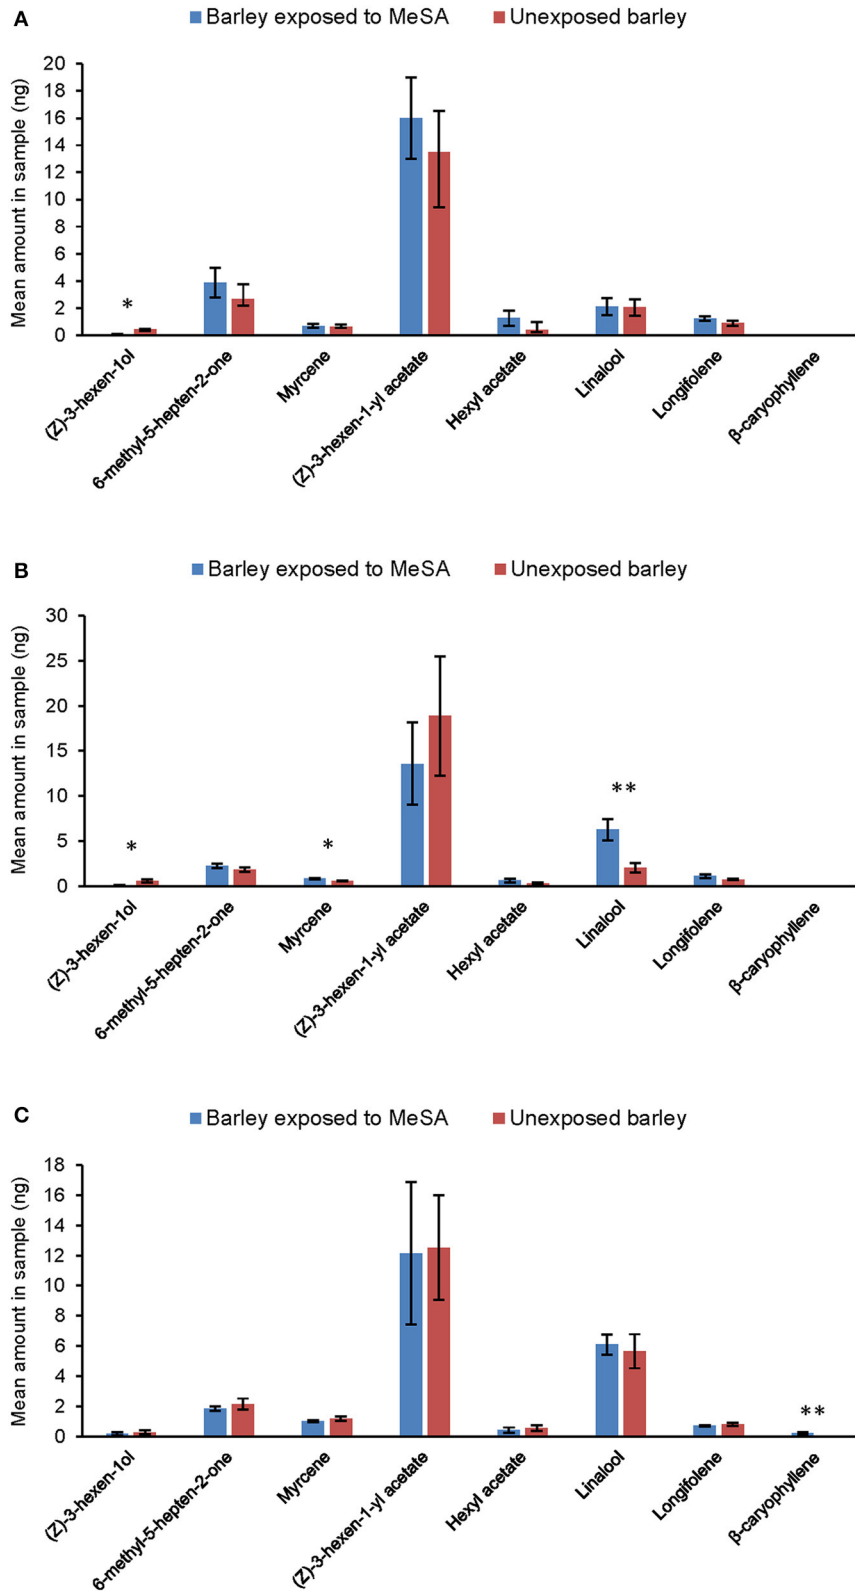 A
Barley exposed to MeSA Unexposed barley
Mean amount in sample (ng)
20
18
16
14
12
10
8
6
4
2
0
*
(Z)-3-hexen-1ol
6-methyl-5-hepten-2-one
Myrcene
(Z)-3-hexen-1-yl acetate
Hexyl acetate
Linalool
Longifolene
β-caryophyllene
B
Barley exposed to MeSA Unexposed barley
Mean amount in sample (ng)
30
25
20
15
10
5
0
*
*
**
(Z)-3-hexen-1ol
6-methyl-5-hepten-2-one
Myrcene
(Z)-3-hexen-1-yl acetate
Hexyl acetate
Linalool
Longifolene
β-caryophyllene
C
Barley exposed to MeSA Unexposed barley
Mean amount in sample (ng)
18
16
14
12
10
8
6
4
2
0
**
(Z)-3-hexen-1ol
6-methyl-5-hepten-2-one
Myrcene
(Z)-3-hexen-1-yl acetate
Hexyl acetate
Linalool
Longifolene
β-caryophyllene